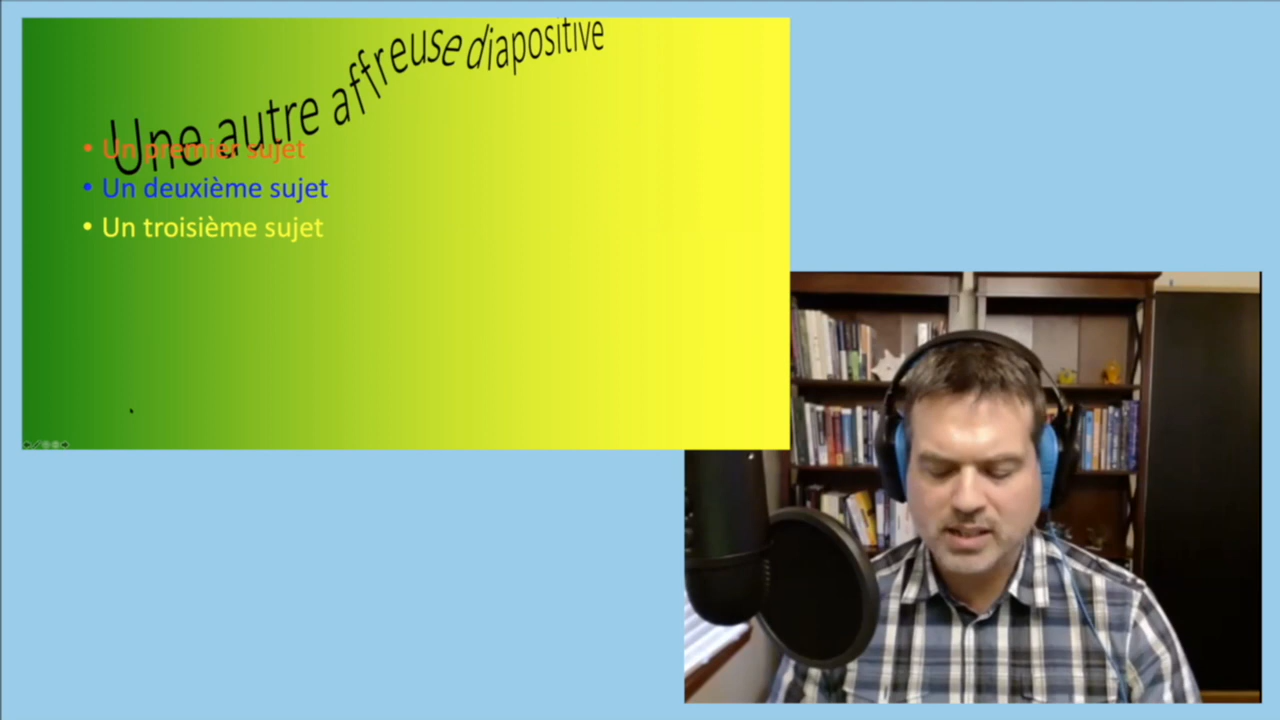 Une autre affreuse diapositive
• Un premier sujet
• Un deuxième sujet
• Un troisième sujet